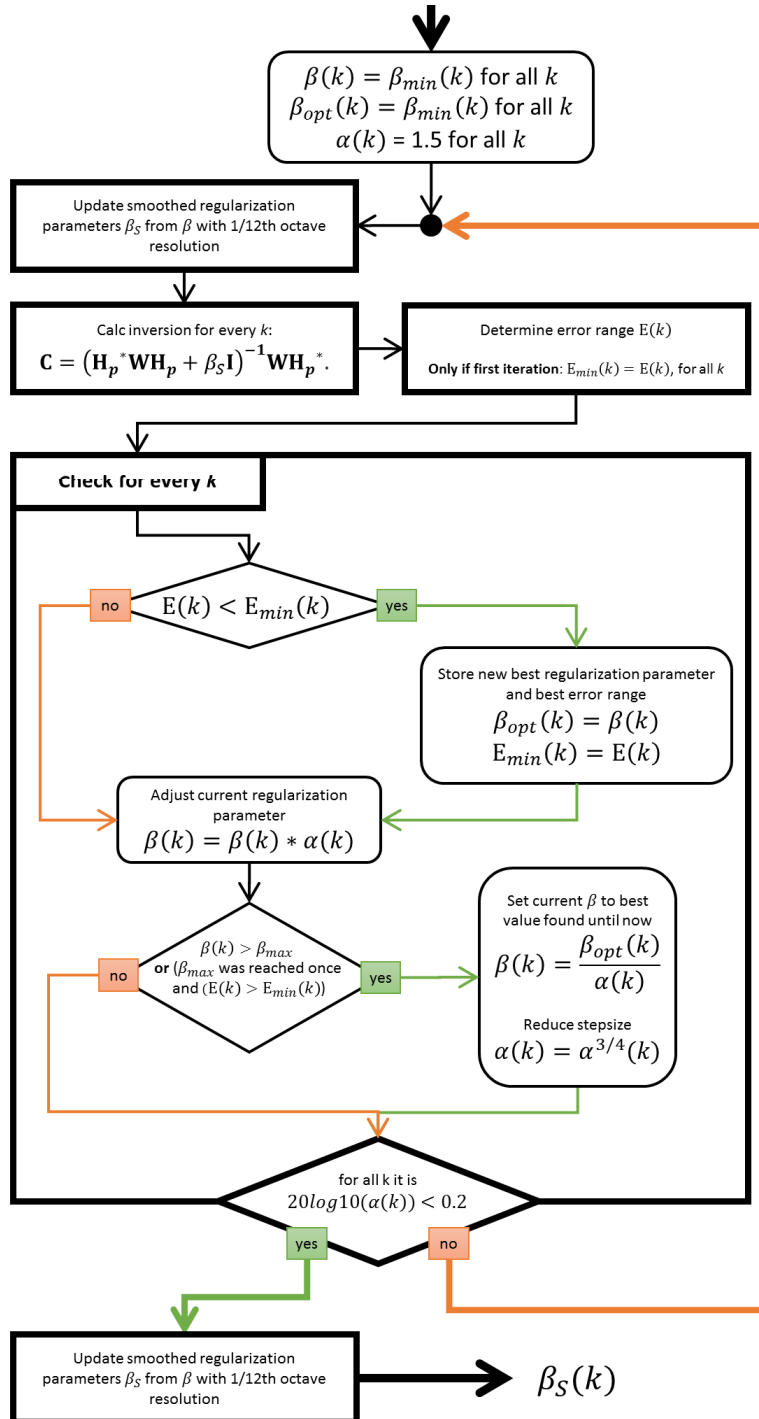 β(k) = β_min(k) for all k
β_opt(k) = β_min(k) for all k
α(k) = 1.5 for all k
Update smoothed regularization
parameters β_S from β with 1/12th octave
resolution
Calc inversion for every k:
C = (H_p* W H_p + β_S I)^−1 W H_p*.
Determine error range E(k)
Only if first iteration: E_min(k) = E(k), for all k
Check for every k
E(k) < E_min(k)
no
yes
Store new best regularization parameter
and best error range
β_opt(k) = β(k)
E_min(k) = E(k)
Adjust current regularization
parameter
β(k) = β(k) ∗ α(k)
β(k) > β_max
or (β_max was reached once
and (E(k) > E_min(k))
no
yes
Set current β to best
value found until now
β(k) = β_opt(k) / α(k)
Reduce stepsize
α(k) = α^3/4(k)
for all k it is
20log10(α(k)) < 0.2
yes
no
Update smoothed regularization
parameters β_S from β with 1/12th octave
resolution
β_S(k)